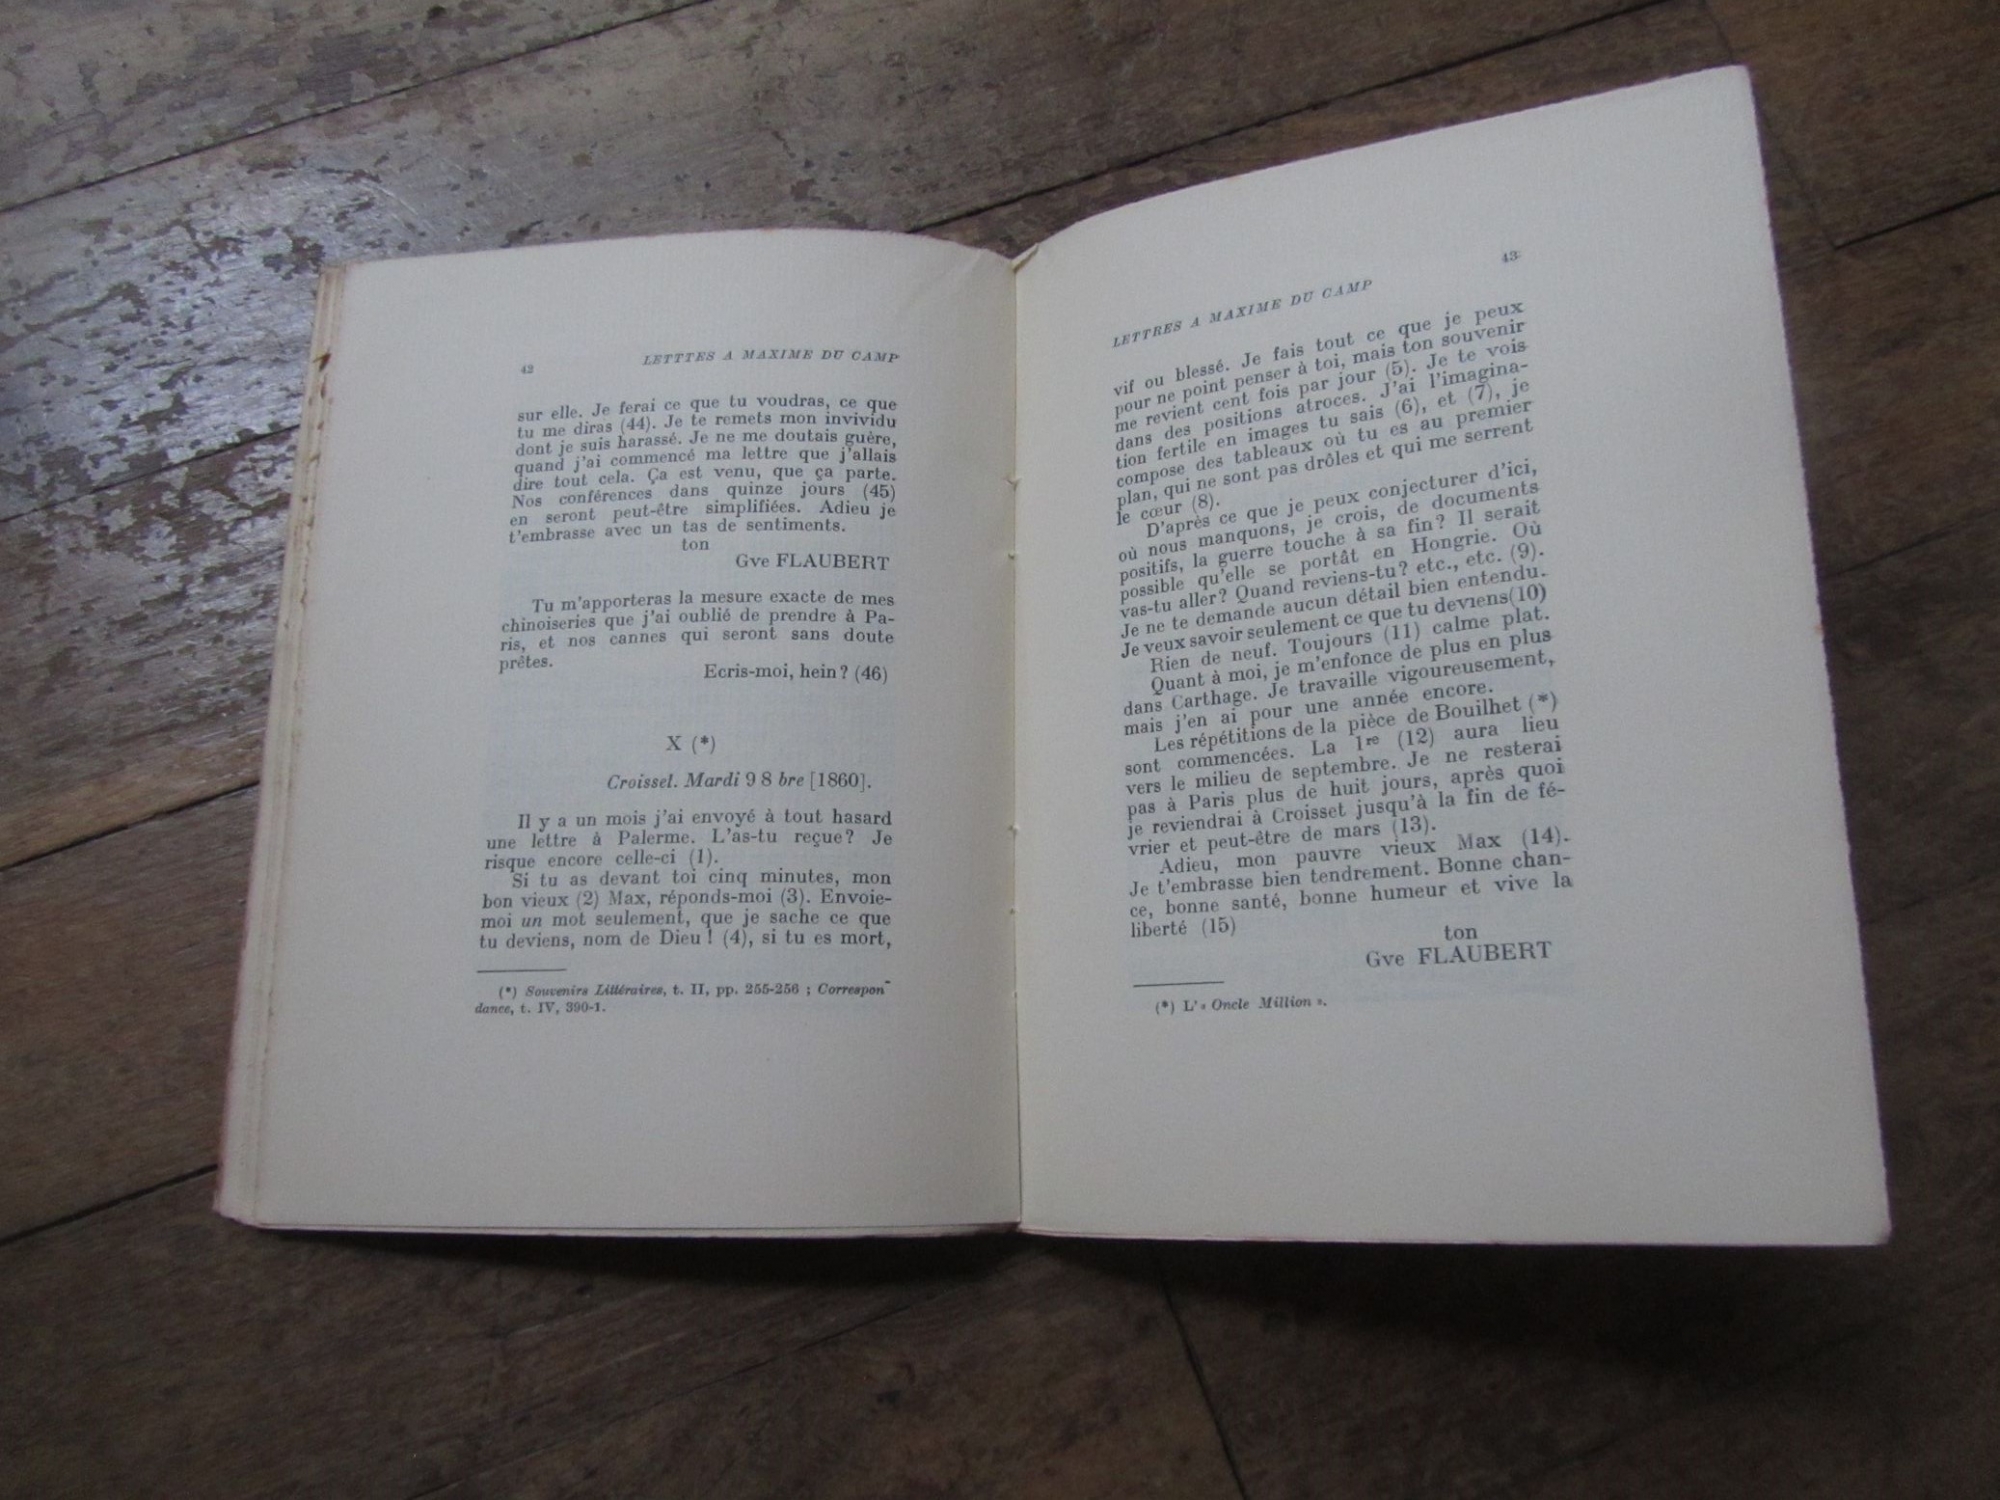 42
LETTTES A MAXIME DU CAMP
sur elle. Je ferai ce que tu voudras, ce que
tu me diras (44). Je te remets mon invividu
dont je suis harassé. Je ne me doutais guère,
quand j'ai commencé ma lettre que j'allais
dire tout cela. Ça est venu, que ça parte.
Nos conférences dans quinze jours (45)
en seront peut-être simplifiées. Adieu je
t'embrasse avec un tas de sentiments.
ton
Gve FLAUBERT
Tu m'apporteras la mesure exacte de mes
chinoiseries que j'ai oublié de prendre à Pa-
ris, et nos cannes qui seront sans doute
prêtes.
Ecris-moi, hein ? (46)
X (*)
Croissel. Mardi 9 8 bre [1860].
Il y a un mois j'ai envoyé à tout hasard
une lettre à Palerme. L'as-tu reçue ? Je
risque encore celle-ci (1).
Si tu as devant toi cinq minutes, mon
bon vieux (2) Max, réponds-moi (3). Envoie-
moi un mot seulement, que je sache ce que
tu deviens, nom de Dieu ! (4), si tu es mort,
(*) Souvenirs Littéraires, t. II, pp. 255-256 ; Correspon-
dance, t. IV, 390-1.
LETTRES A MAXIME DU CAMP
43
vif ou blessé. Je fais tout ce que je peux
pour ne point penser à toi, mais ton souvenir
me revient cent fois par jour (5). Je te vois
dans des positions atroces. J'ai l'imagina-
tion fertile en images tu sais (6), et (7), je
compose des tableaux où tu es au premier
plan, qui ne sont pas drôles et qui me serrent
le cœur (8).
D'après ce que je peux conjecturer d'ici,
où nous manquons, je crois, de documents
positifs, la guerre touche à sa fin ? Il serait
possible qu'elle se portât en Hongrie. Où
vas-tu aller ? Quand reviens-tu ? etc., etc. (9).
Je ne te demande aucun détail bien entendu.
Je veux savoir seulement ce que tu deviens(10)
Rien de neuf. Toujours (11) calme plat.
Quant à moi, je m'enfonce de plus en plus
dans Carthage. Je travaille vigoureusement,
mais j'en ai pour une année encore.
Les répétitions de la pièce de Bouilhet (*)
sont commencées. La 1re (12) aura lieu
vers le milieu de septembre. Je ne resterai
pas à Paris plus de huit jours, après quoi
je reviendrai à Croisset jusqu'à la fin de fé-
vrier et peut-être de mars (13).
Adieu, mon pauvre vieux Max (14).
Je t'embrasse bien tendrement. Bonne chan-
ce, bonne santé, bonne humeur et vive la
liberté (15)
ton
Gve FLAUBERT
(*) L'« Oncle Million ».